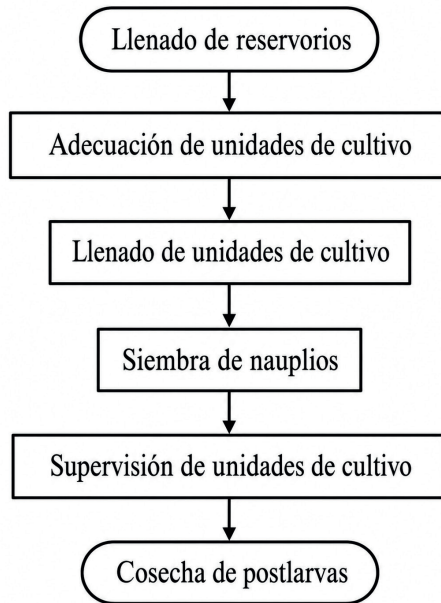 Llenado de reservorios
Adecuación de unidades de cultivo
Llenado de unidades de cultivo
Siembra de nauplios
Supervisión de unidades de cultivo
Cosecha de postlarvas